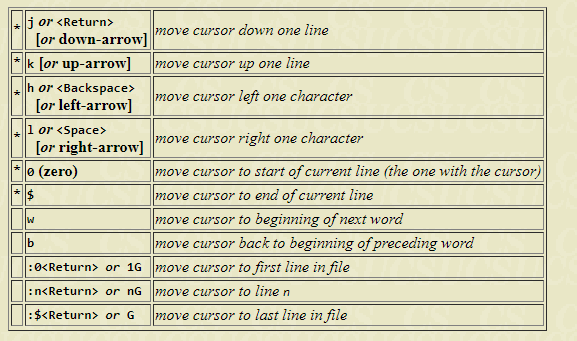 * j or <Return> move cursor down one line
[or down-arrow]
* k [or up-arrow] move cursor up one line
* h or <Backspace> move cursor left one character
[or left-arrow]
* l or <Space> move cursor right one character
[or right-arrow]
* 0 (zero) move cursor to start of current line (the one with the cursor)
* $ move cursor to end of current line
w move cursor to beginning of next word
b move cursor back to beginning of preceding word
:0<Return> or 1G move cursor to first line in file
:n<Return> or nG move cursor to line n
:$<Return> or G move cursor to last line in file